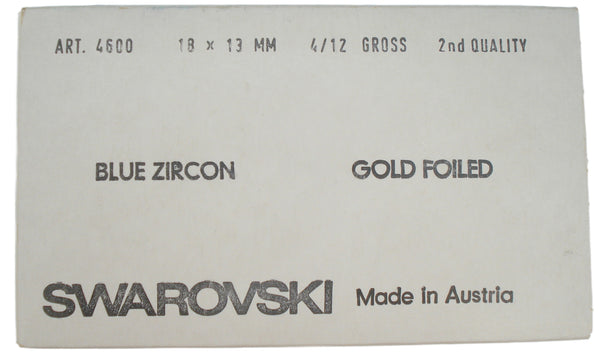 ART. 4600 18 × 13 MM 4/12 GROSS 2nd QUALITY
BLUE ZIRCON GOLD FOILED
SWAROVSKI Made in Austria